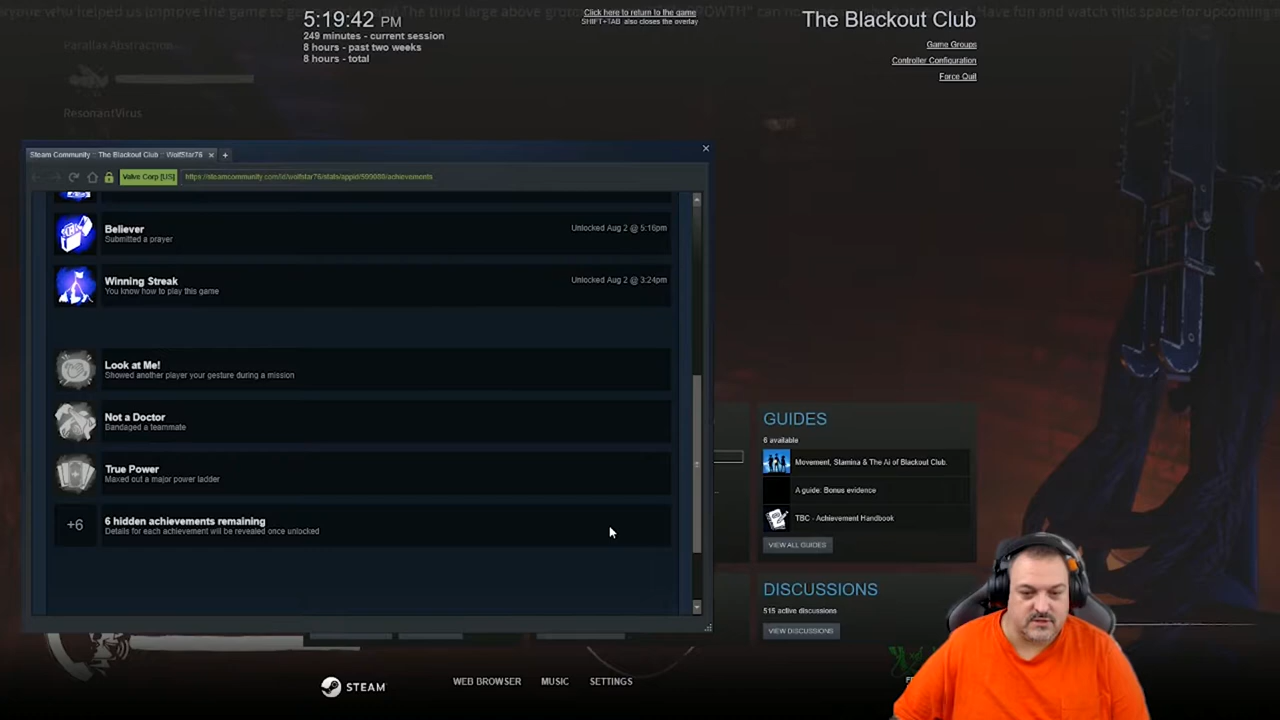 5:19:42 PM
249 minutes - current session
8 hours - past two weeks
8 hours - total
Click here to return to the game
SHIFT+TAB also closes the overlay
The Blackout Club
Game Groups
Controller Configuration
Force Quit
Parallax Abstraction
ResonantVirus
Steam Community :: The Blackout Club :: WolfStar76
Valve Corp [US]
Believer
Submitted a prayer
Unlocked Aug 2 @ 5:16pm
Winning Streak
You know how to play this game
Unlocked Aug 2 @ 3:24pm
Look at Me!
Showed another player your gesture during a mission
Not a Doctor
Bandaged a teammate
True Power
Maxed out a major power ladder
+6
6 hidden achievements remaining
Details for each achievement will be revealed once unlocked
GUIDES
6 available
Movement, Stamina & The Ai of Blackout Club.
A guide: Bonus evidence
TBC - Achievement Handbook
VIEW ALL GUIDES
DISCUSSIONS
515 active discussions
VIEW DISCUSSIONS
STEAM
WEB BROWSER
MUSIC
SETTINGS